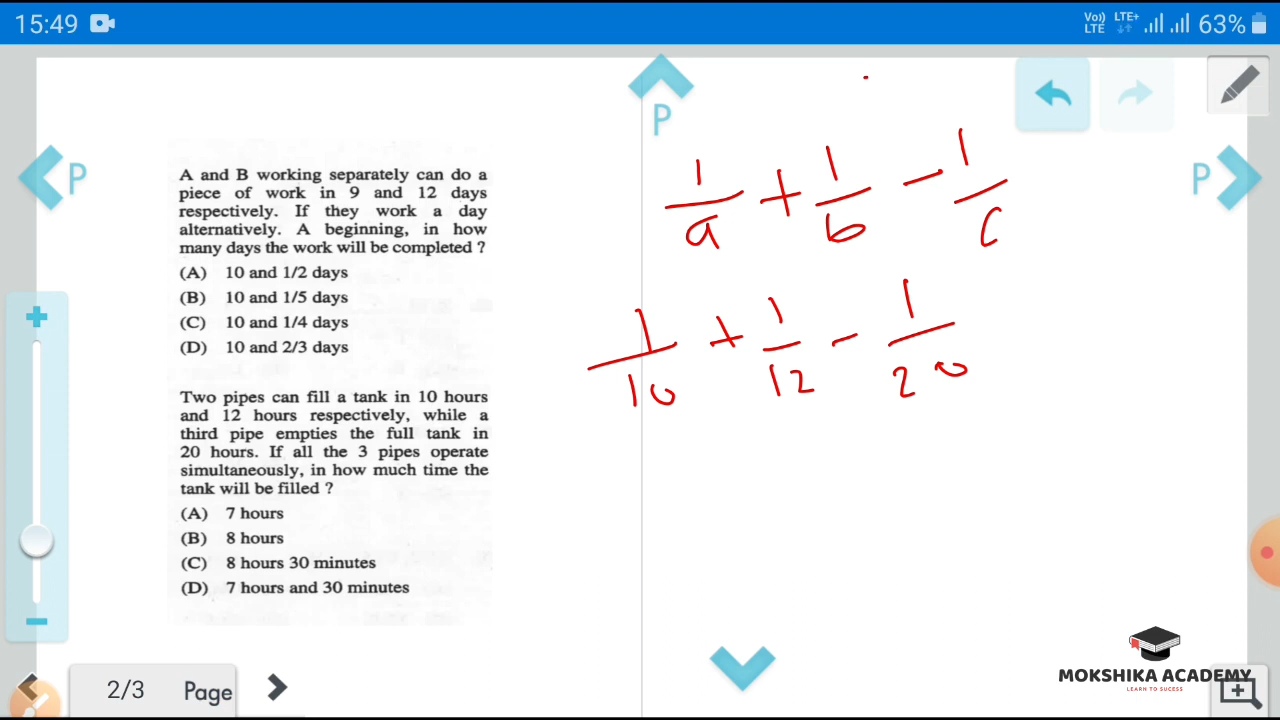 15:49
Vo)) LTE LTE+ 63%
P
P
P
A and B working separately can do a
piece of work in 9 and 12 days
respectively. If they work a day
alternatively. A beginning, in how
many days the work will be completed ?
(A) 10 and 1/2 days
(B) 10 and 1/5 days
(C) 10 and 1/4 days
(D) 10 and 2/3 days
Two pipes can fill a tank in 10 hours
and 12 hours respectively, while a
third pipe empties the full tank in
20 hours. If all the 3 pipes operate
simultaneously, in how much time the
tank will be filled ?
(A) 7 hours
(B) 8 hours
(C) 8 hours 30 minutes
(D) 7 hours and 30 minutes
1/a + 1/b - 1/c
1/10 + 1/12 - 1/20
2/3 Page
MOKSHIKA ACADEMY
LEARN TO SUCESS